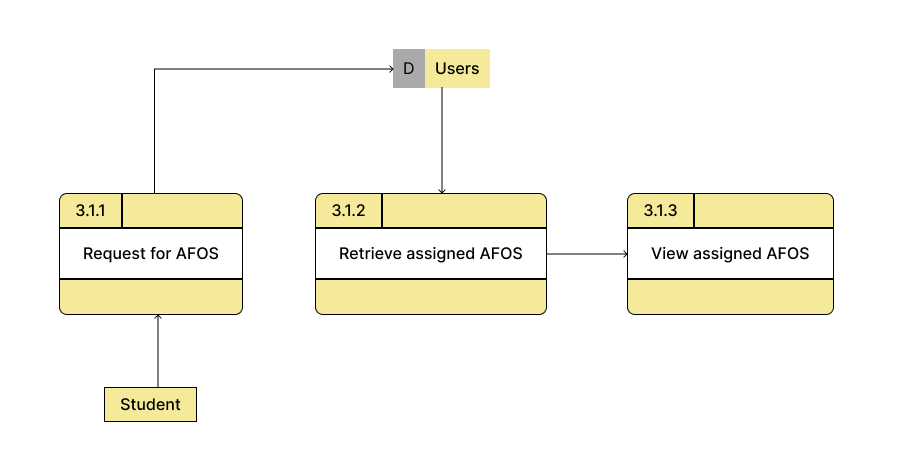 D Users
3.1.1
Request for AFOS
3.1.2
Retrieve assigned AFOS
3.1.3
View assigned AFOS
Student